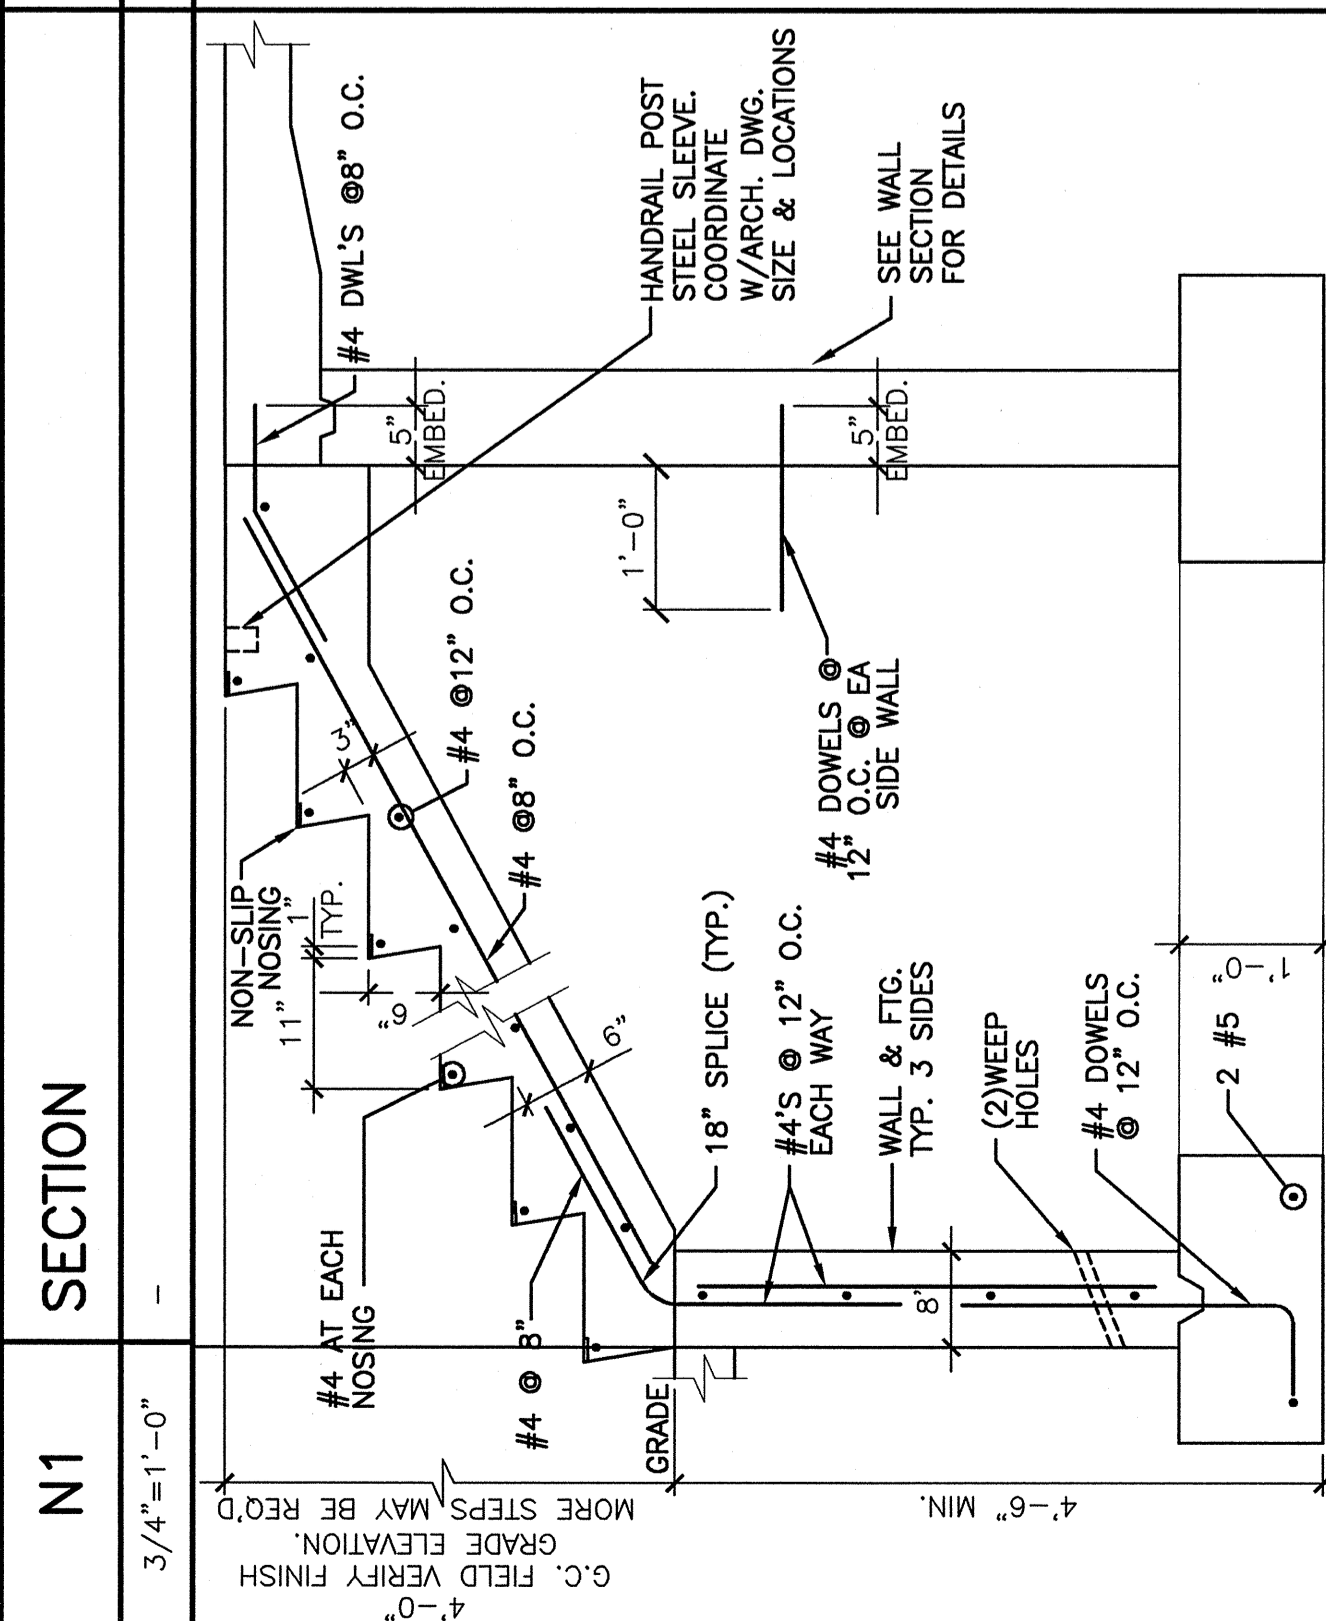 N1
SECTION
3/4"=1'-0"
-
#4 DWL'S @8" O.C.
HANDRAIL POST
STEEL SLEEVE.
COORDINATE
W/ARCH. DWG.
SIZE & LOCATIONS
SEE WALL
SECTION
FOR DETAILS
5"
EMBED.
5"
EMBED.
1'-0"
#4 @12" O.C.
#4 @8" O.C.
#4 DOWELS @
12" O.C. @ EA
SIDE WALL
3"
NON-SLIP
NOSING
1"
TYP.
11"
6"
6"
18" SPLICE (TYP.)
#4'S @ 12" O.C.
EACH WAY
WALL & FTG.
TYP. 3 SIDES
(2)WEEP
HOLES
#4 DOWELS
@ 12" O.C.
2 #5
1'-0"
#4 AT EACH
NOSING
#4 @ 8"
8"
GRADE
4'-0"
G.C. FIELD VERIFY FINISH
GRADE ELEVATION.
MORE STEPS MAY BE REQ'D
4'-6" MIN.